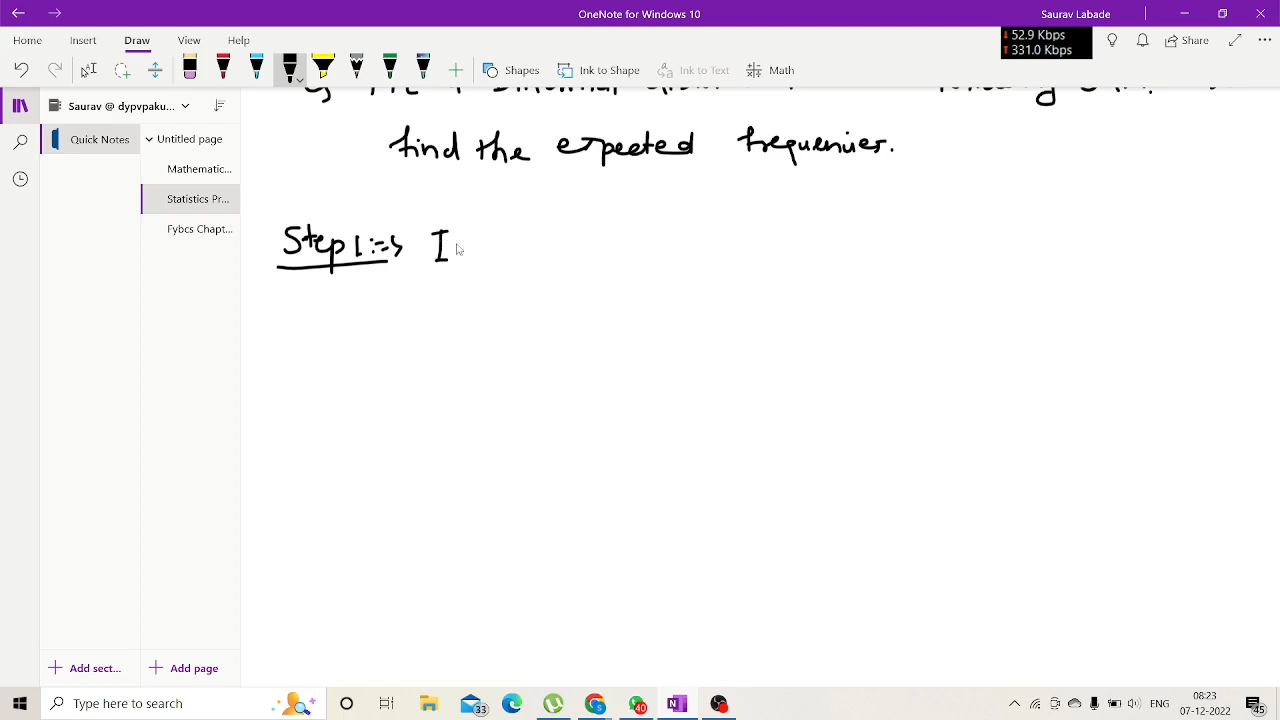 OneNote for Windows 10
Saurav Labade
Home Insert Draw View Help
52.9 Kbps
331.0 Kbps
Share
Shapes Ink to Shape Ink to Text Math
Saurav @ dypvpaku...
Quick Notes
Untitled page
Mathematic...
Statistics Pr...
Fybcs Chapt...
find the expected frequencies.
Step 1 :=> I
Add sect... Add page
Type here to search
33
40
ENG
08:23
07-12-2022
45